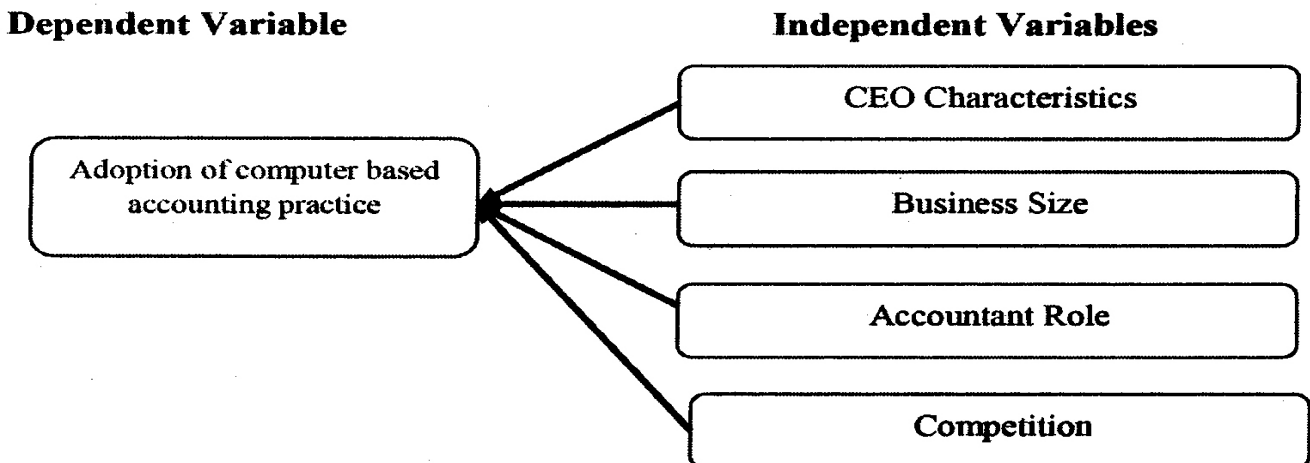 Dependent Variable
Independent Variables
CEO Characteristics
Adoption of computer based
accounting practice
Business Size
Accountant Role
Competition